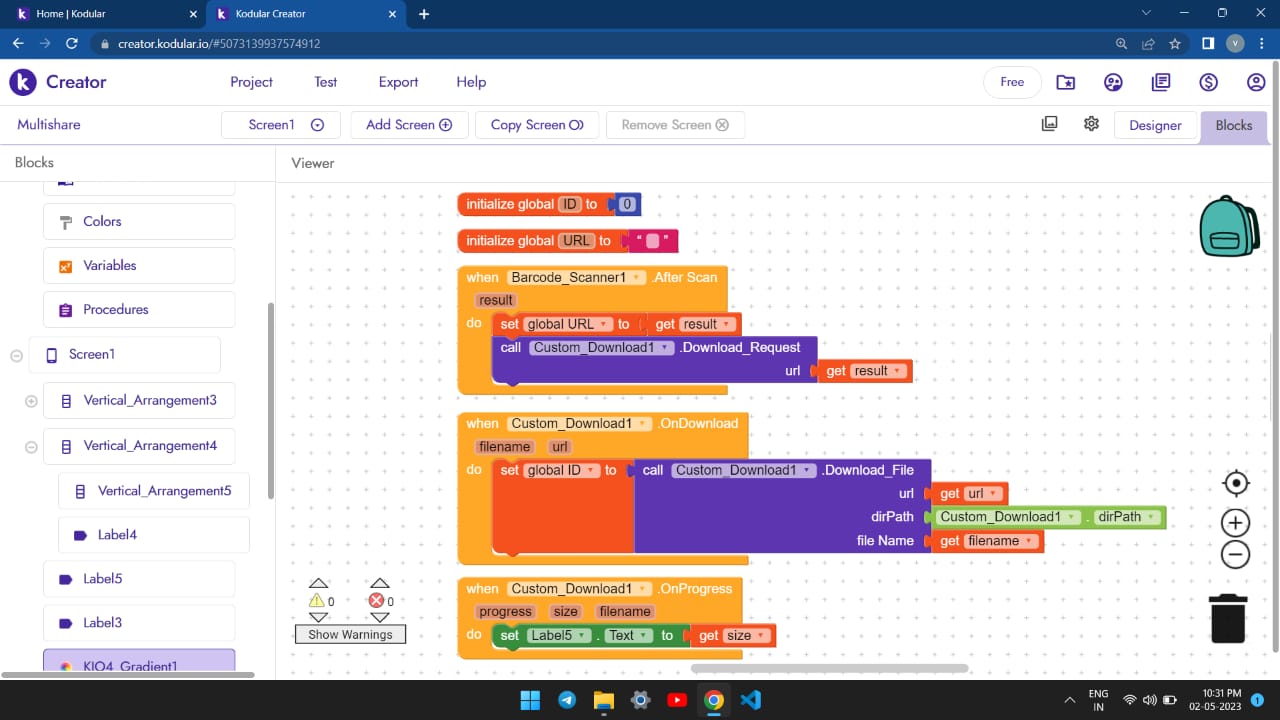 Home | Kodular
Kodular Creator
creator.kodular.io/#5073139937574912
V
Creator
Project
Test
Export
Help
Free
Multishare
Screen1
Add Screen
Copy Screen
Remove Screen
Designer
Blocks
Blocks
Viewer
Colors
Variables
Procedures
Screen1
Vertical_Arrangement3
Vertical_Arrangement4
Vertical_Arrangement5
Label4
Label5
Label3
KIO4_Gradient1
initialize global ID to 0
initialize global URL to “ ”
when Barcode_Scanner1 .After Scan
result
do set global URL to get result
call Custom_Download1 .Download_Request
url get result
when Custom_Download1 .OnDownload
filename url
do set global ID to call Custom_Download1 .Download_File
url get url
dirPath Custom_Download1 . dirPath
file Name get filename
when Custom_Download1 .OnProgress
progress size filename
do set Label5 . Text to get size
0 0
Show Warnings
ENG
IN
10:31 PM
02-05-2023
1